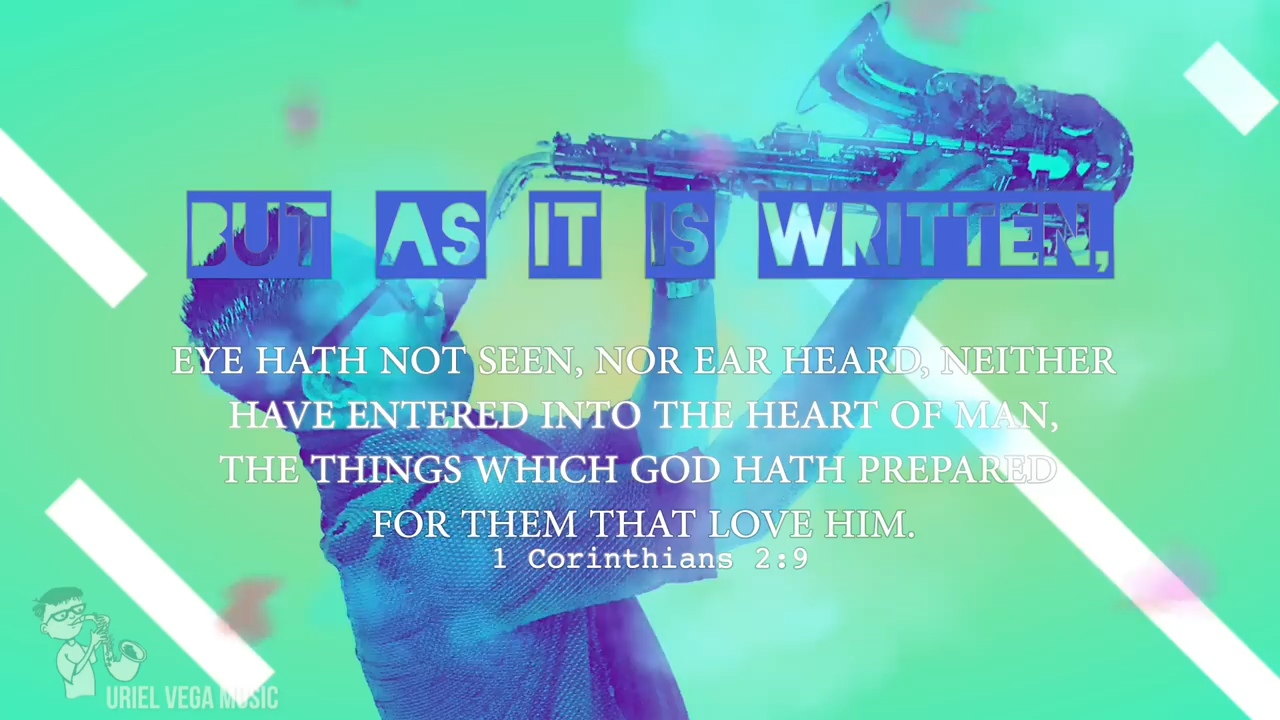 BUT AS IT IS WRITTEN,
EYE HATH NOT SEEN, NOR EAR HEARD, NEITHER
HAVE ENTERED INTO THE HEART OF MAN,
THE THINGS WHICH GOD HATH PREPARED
FOR THEM THAT LOVE HIM.
1 Corinthians 2:9
URIEL VEGA MUSIC